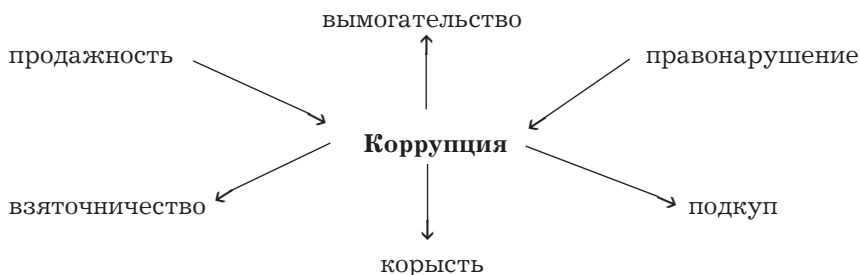 вымогательство
продажность
правонарушение
Коррупция
взяточничество
подкуп
корысть